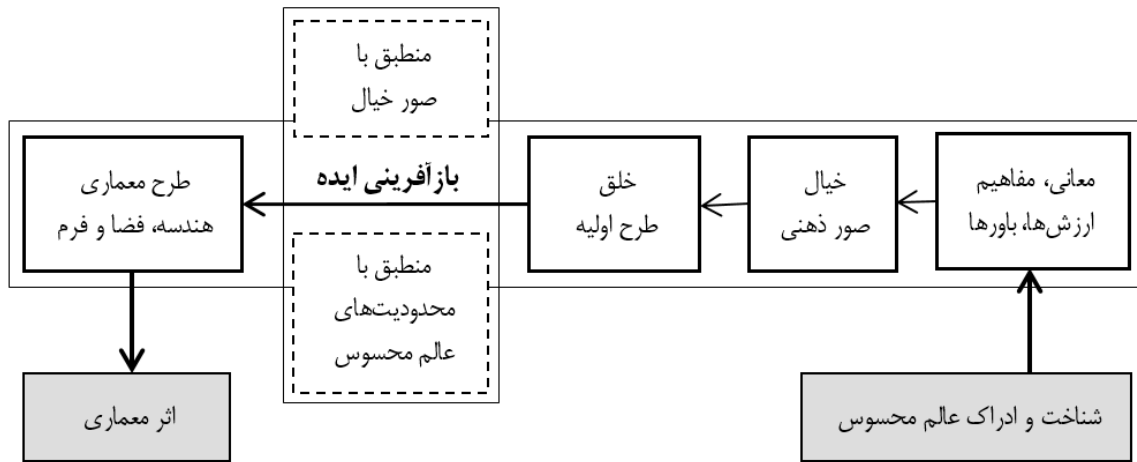 معانی، مفاهیم
ارزش‌ها، باورها
خیال
صور ذهنی
خلق
طرح اولیه
منطبق با
صور خیال
بازآفرینی ایده
منطبق با
محدودیت‌های
عالم محسوس
طرح معماری
هندسه، فضا و فرم
شناخت و ادراک عالم محسوس
اثر معماری